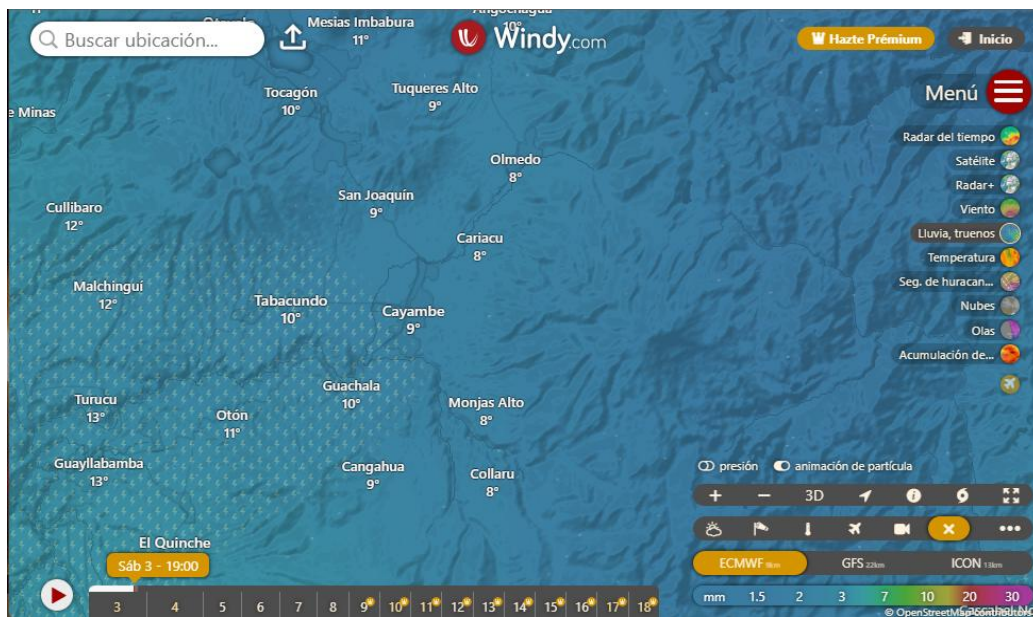 Mesias Imbabura
11°
Angochagua
10°
Buscar ubicación...
Windy.com
Hazte Prémium
Inicio
Menú
Tocagón
10°
Tuqueres Alto
9°
e Minas
Olmedo
8°
San Joaquín
9°
Cullibaro
12°
Cariacu
8°
Malchinguí
12°
Tabacundo
10°
Cayambe
9°
Guachala
10°
Turucu
13°
Otón
11°
Monjas Alto
8°
Guayllabamba
13°
Cangahua
9°
Collaru
8°
El Quinche
Radar del tiempo
Satélite
Radar+
Viento
Lluvia, truenos
Temperatura
Seg. de huracan...
Nubes
Olas
Acumulación de...
presión animación de partícula
+ − 3D
ECMWF 9km GFS 22km ICON 13km
mm 1.5 2 3 7 10 20 30
© OpenStreetMap contributors
Sáb 3 - 19:00
3 4 5 6 7 8 9 10 11 12 13 14 15 16 17 18